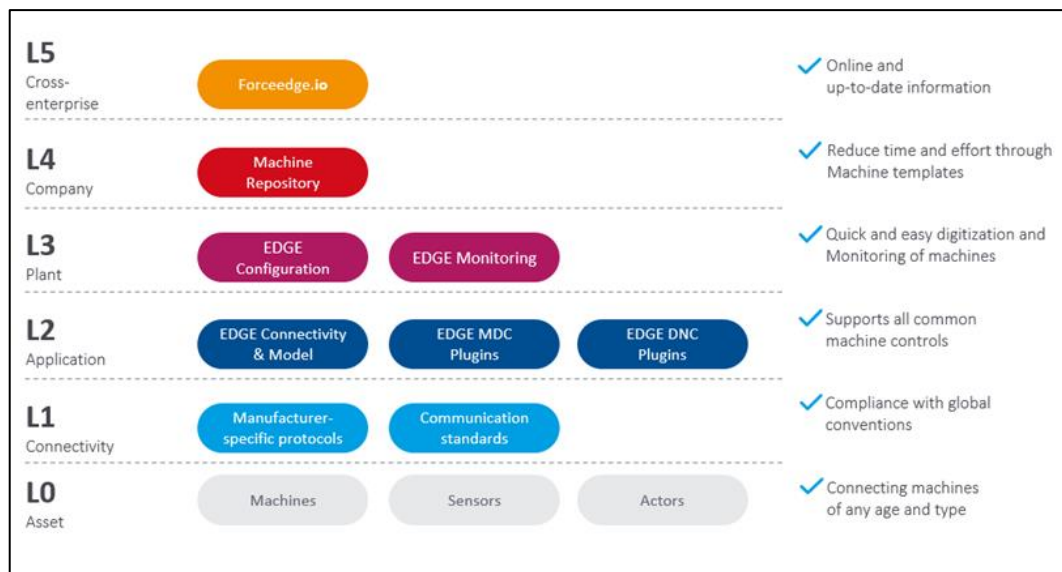 L5
Cross-
enterprise
Forceedge.io
Online and
up-to-date information
L4
Company
Machine
Repository
Reduce time and effort through
Machine templates
L3
Plant
EDGE
Configuration
EDGE Monitoring
Quick and easy digitization and
Monitoring of machines
L2
Application
EDGE Connectivity
& Model
EDGE MDC
Plugins
EDGE DNC
Plugins
Supports all common
machine controls
L1
Connectivity
Manufacturer-
specific protocols
Communication
standards
Compliance with global
conventions
L0
Asset
Machines
Sensors
Actors
Connecting machines
of any age and type